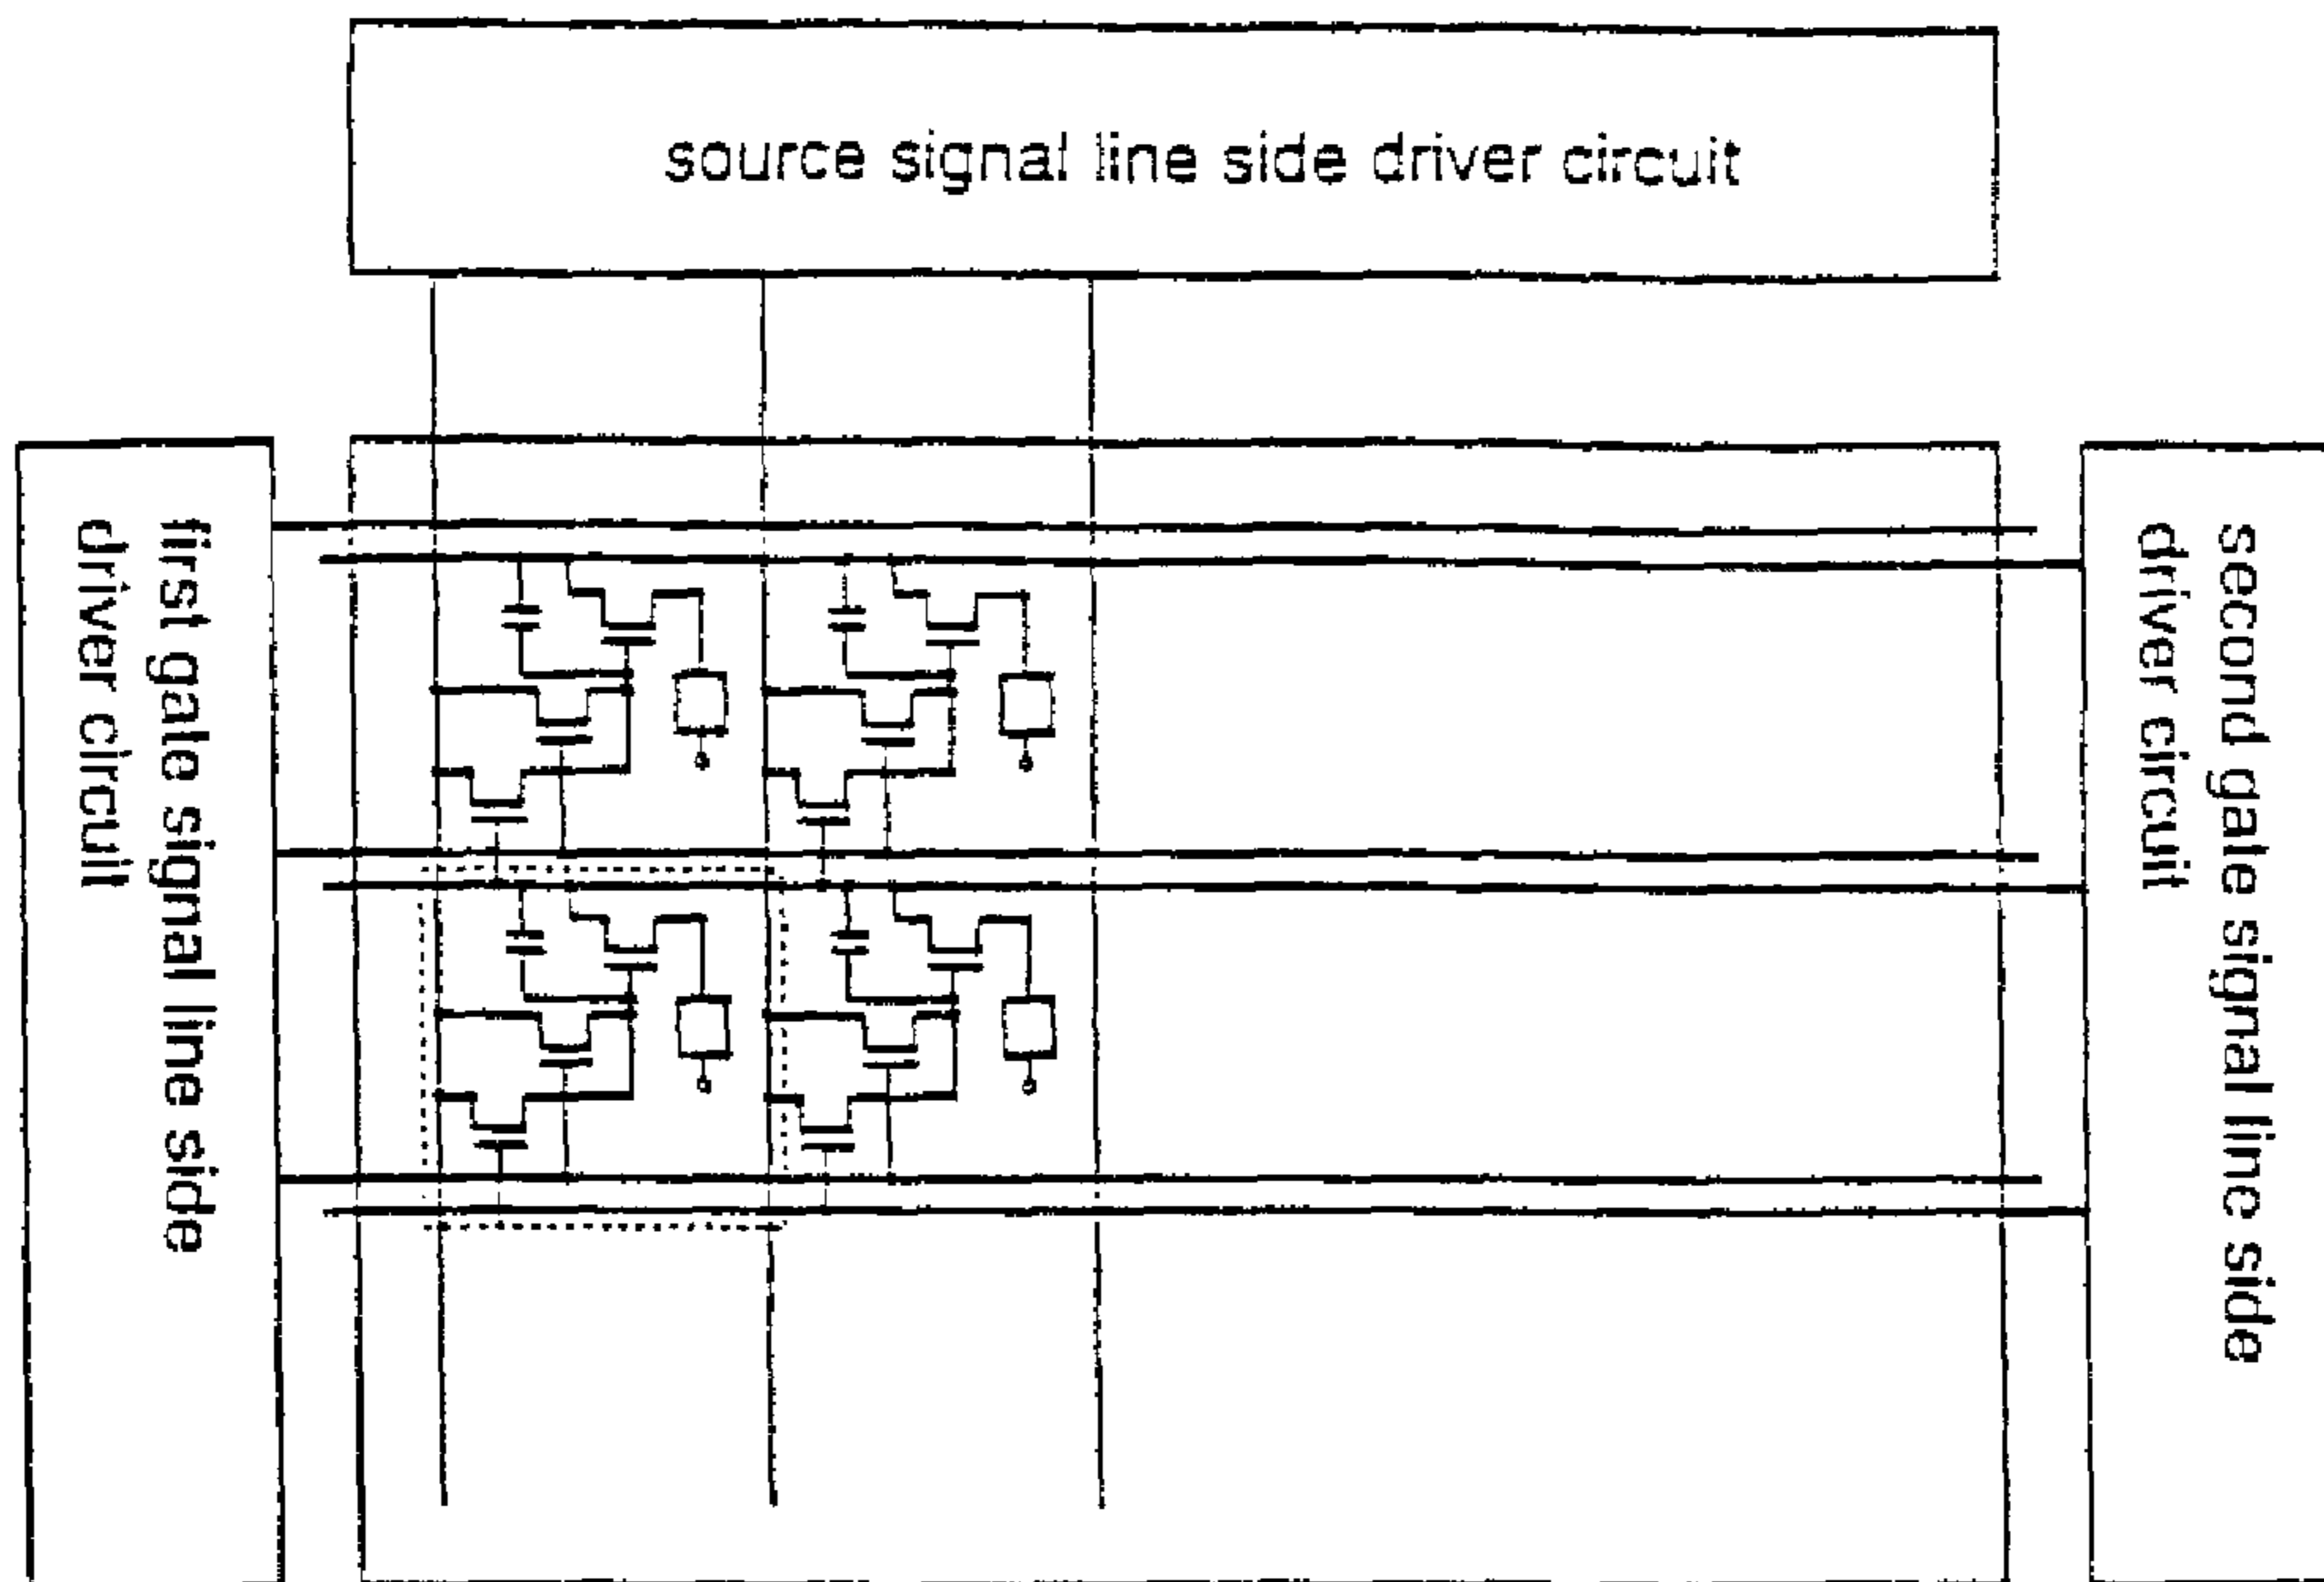 source signal line side driver circuit
first gate signal line side
driver circuit
second gate signal line side
driver circuit